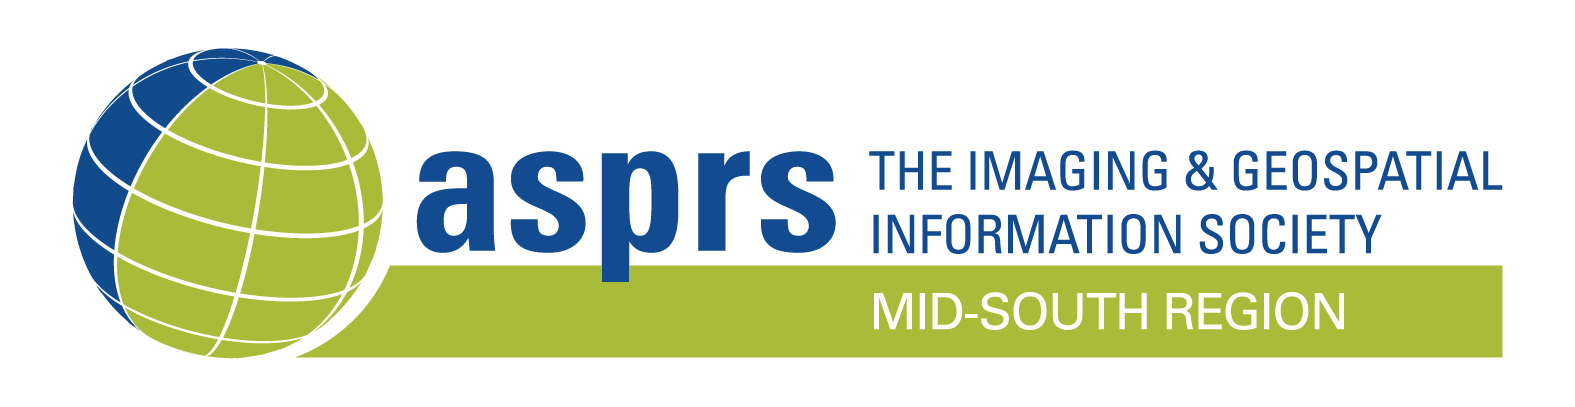 asprs
THE IMAGING & GEOSPATIAL
INFORMATION SOCIETY
MID-SOUTH REGION